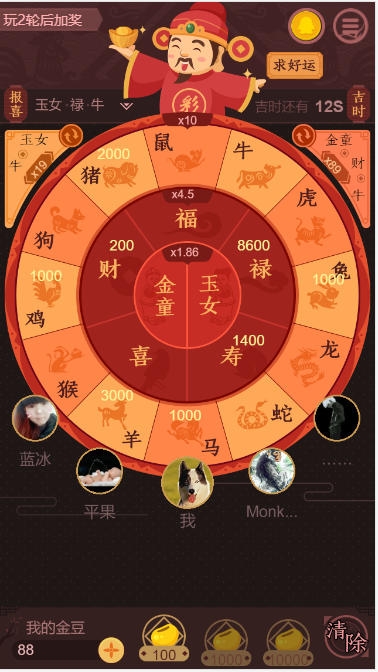 玩2轮后加奖
求好运
报喜
玉女·禄·牛
彩
吉时还有 12S
吉时
x10
玉女
牛
x19
金童
财
牛
x89
鼠
牛
虎
兔
1000
龙
蛇
马
1000
羊
3000
猴
鸡
1000
狗
猪
2000
x4.5
福
禄
8600
寿
1400
喜
财
200
x1.86
金童
玉女
蓝冰
平果
我
Monk...
......
我的金豆
88
100
1000
10000
清除